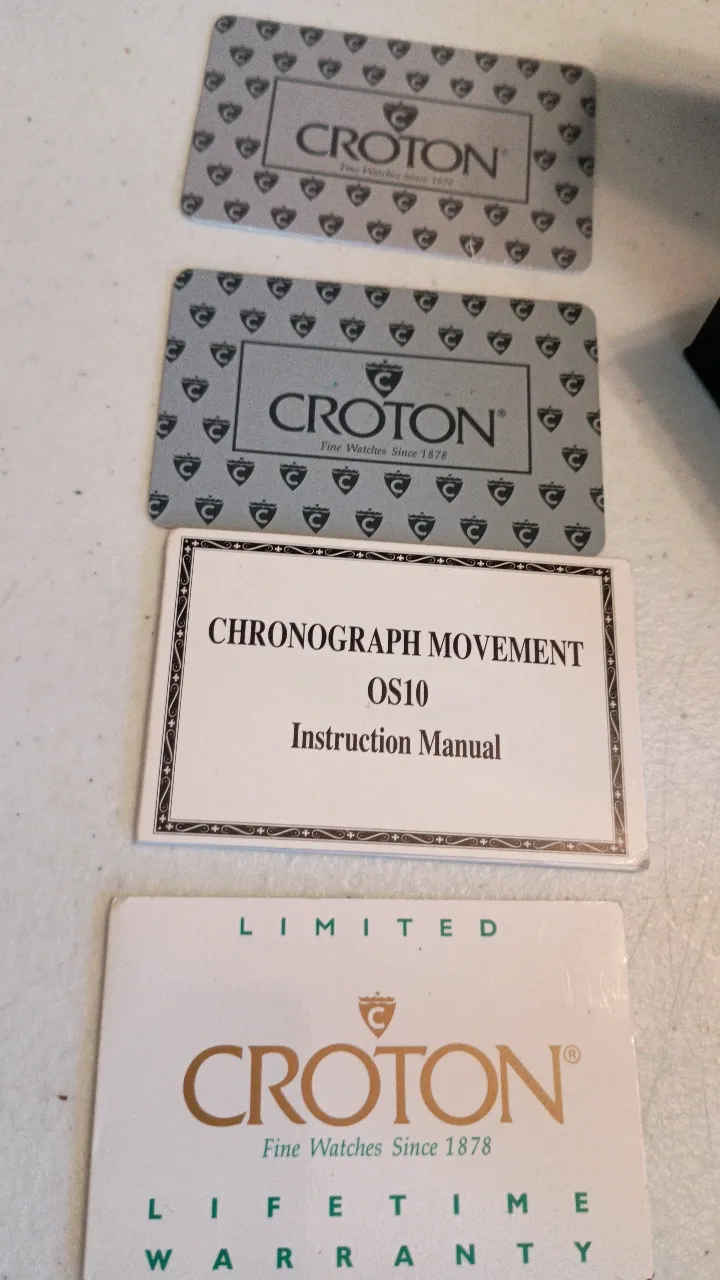 CROTON®
Fine Watches Since 1878
CROTON®
Fine Watches Since 1878
CHRONOGRAPH MOVEMENT
OS10
Instruction Manual
LIMITED
C
CROTON®
Fine Watches Since 1878
LIFETIME
WARRANTY